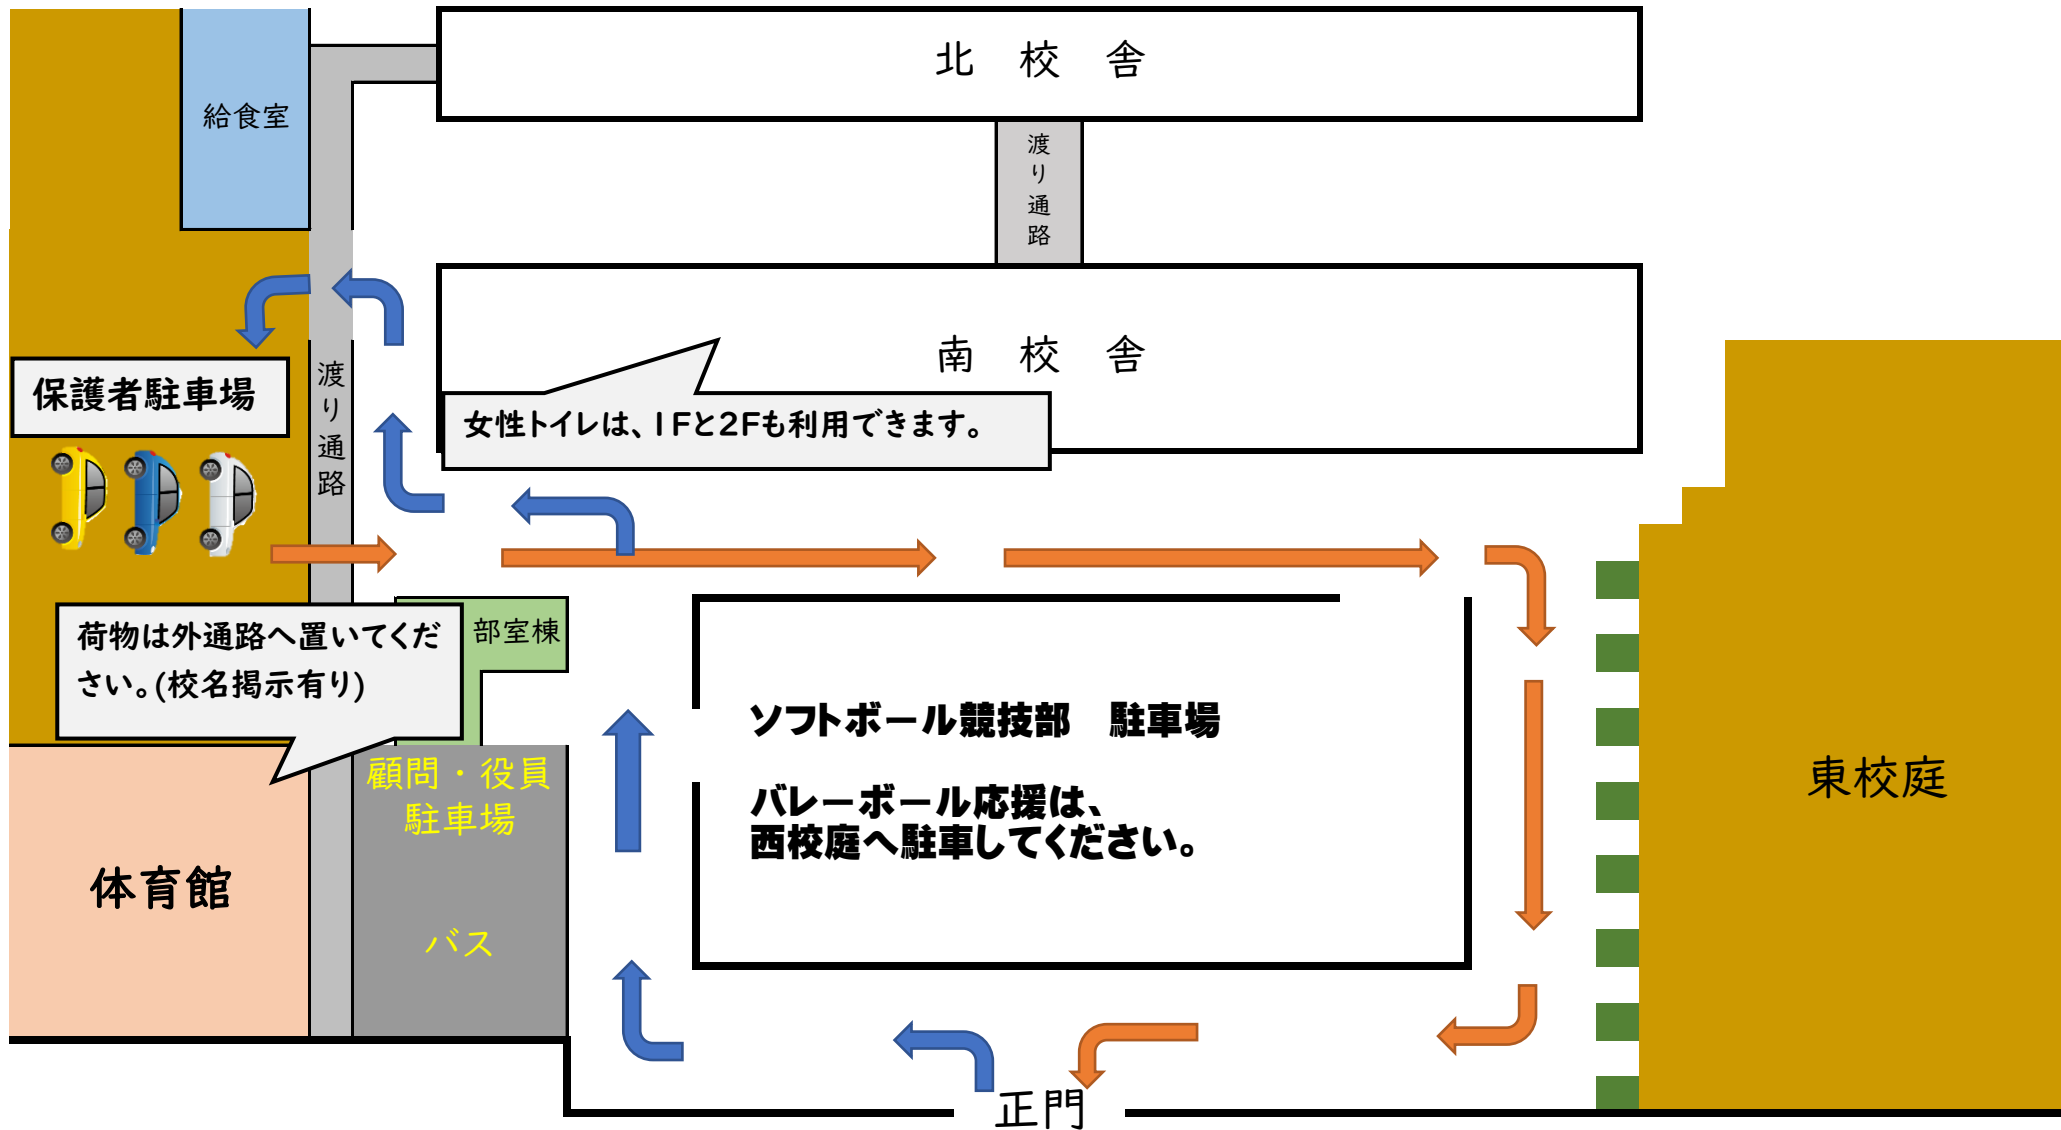 北　校　舎
給食室
渡り通路
南　校　舎
渡り通路
保護者駐車場
女性トイレは、1Fと2Fも利用できます。
荷物は外通路へ置いてくだ
さい。(校名掲示有り)
部室棟
ソフトボール競技部　駐車場
バレーボール応援は、
西校庭へ駐車してください。
顧問・役員
駐車場
バス
体育館
東校庭
正門